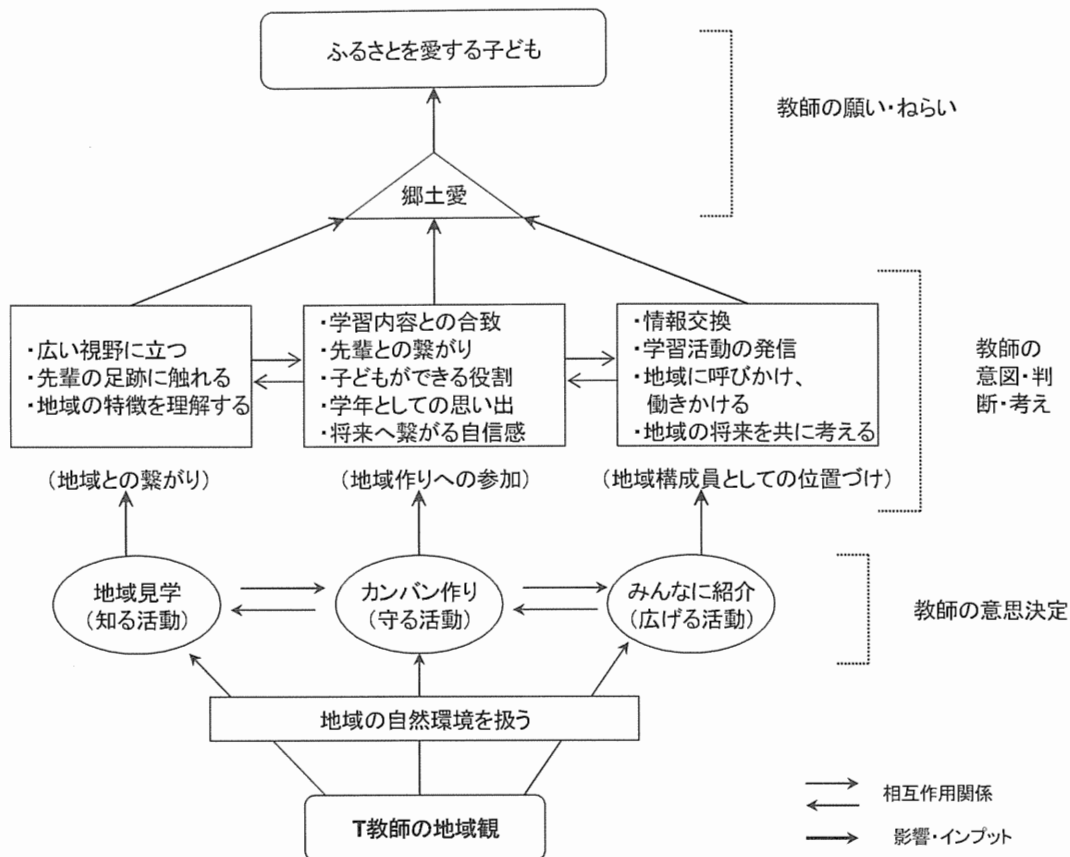 ふるさとを愛する子ども
教師の願い・ねらい
郷土愛
・広い視野に立つ
・先輩の足跡に触れる
・地域の特徴を理解する
・学習内容との合致
・先輩との繋がり
・子どもができる役割
・学年としての思い出
・将来へ繋がる自信感
・情報交換
・学習活動の発信
・地域に呼びかけ、
働きかける
・地域の将来を共に考える
教師の
意図・判
断・考え
(地域との繋がり)
(地域作りへの参加)
(地域構成員としての位置づけ)
地域見学
(知る活動)
カンバン作り
(守る活動)
みんなに紹介
(広げる活動)
教師の意思決定
地域の自然環境を扱う
T教師の地域観
相互作用関係
影響・インプット